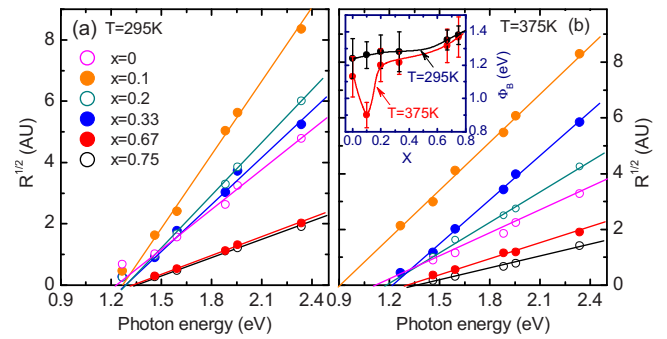 (a) T=295K
x=0
x=0.1
x=0.2
x=0.33
x=0.67
x=0.75
R^1/2 (AU)
8
6
4
2
0
0.9 1.2 1.5 1.8 2.1 2.4
Photon energy (eV)
T=295K
T=375K
0.0 0.2 0.4 0.6 0.8
X
1.4
1.2
1.0
0.8
Φ_B (eV)
T=375K (b)
8
6
4
2
0
R^1/2 (AU)
0.9 1.2 1.5 1.8 2.1 2.4
Photon energy (eV)